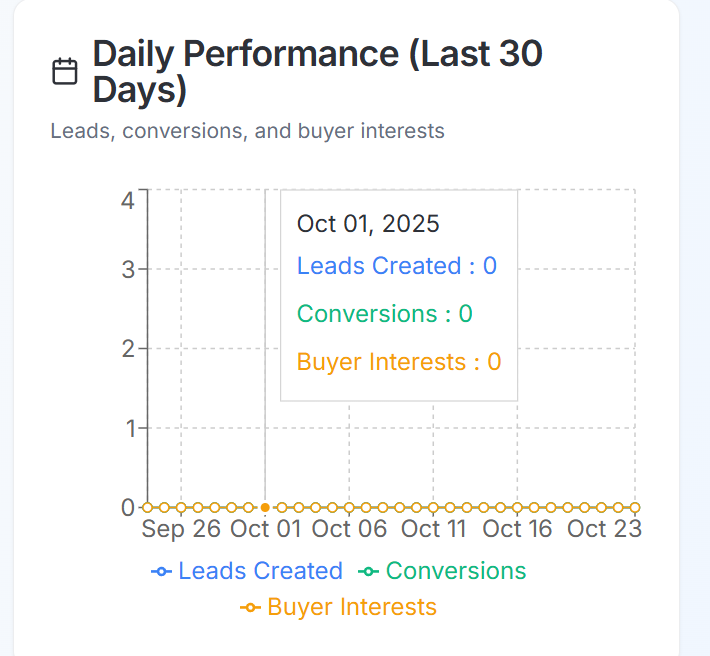 Daily Performance (Last 30
Days)
Leads, conversions, and buyer interests
4
3
2
1
0
Oct 01, 2025
Leads Created : 0
Conversions : 0
Buyer Interests : 0
Sep 26 Oct 01 Oct 06 Oct 11 Oct 16 Oct 23
Leads Created Conversions
Buyer Interests